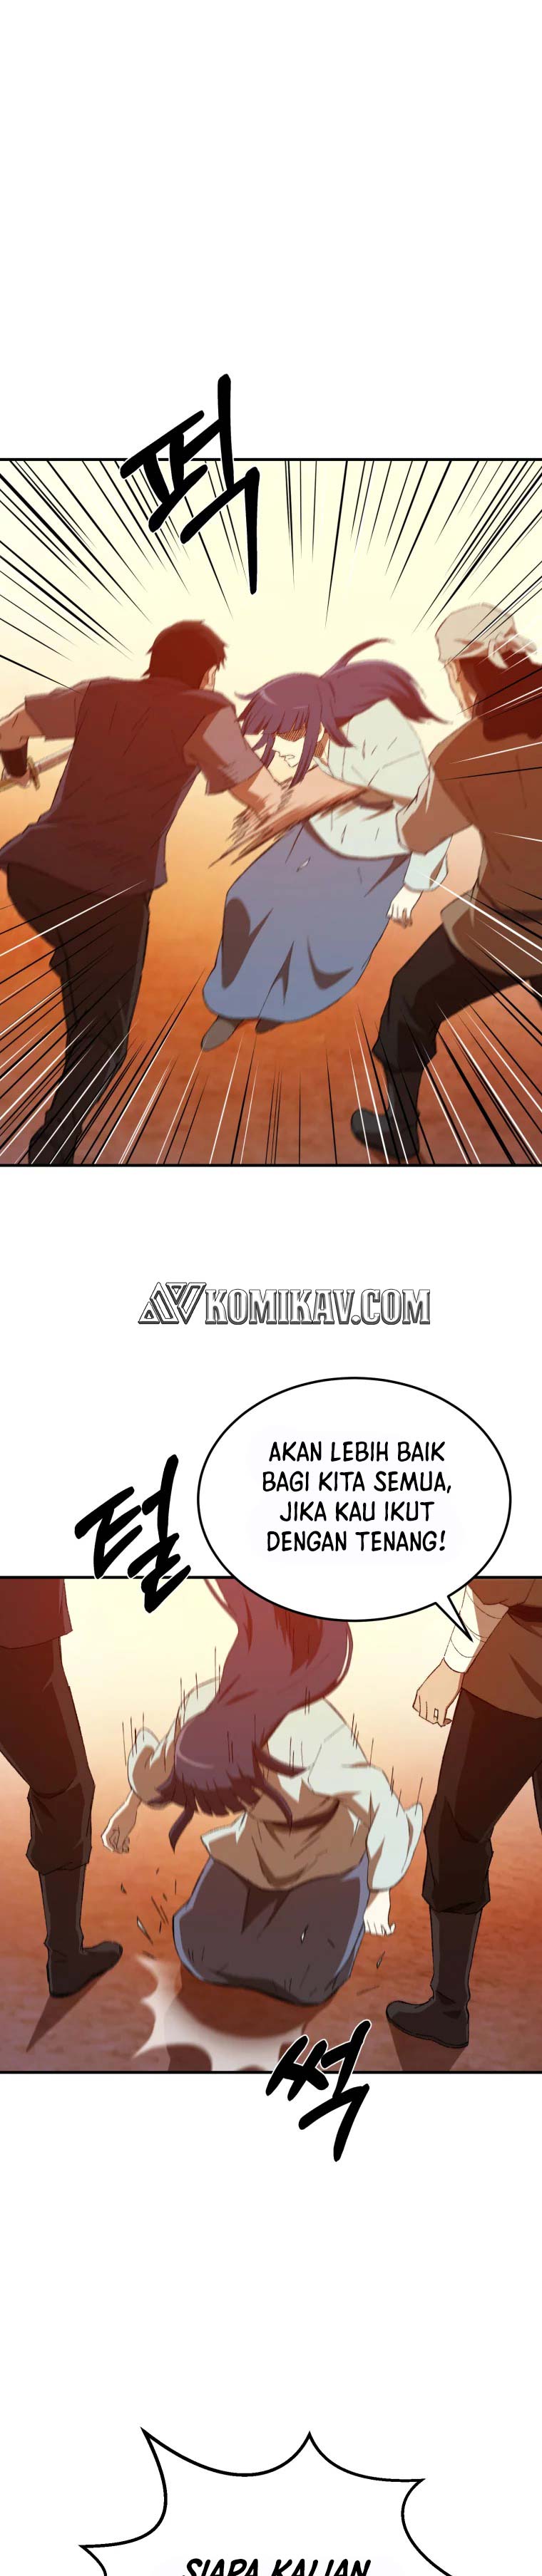 퍽
KOMIKAV.COM
AKAN LEBIH BAIK
BAGI KITA SEMUA,
JIKA KAU IKUT
DENGAN TENANG!
털
썩
SIAPA KALIAN